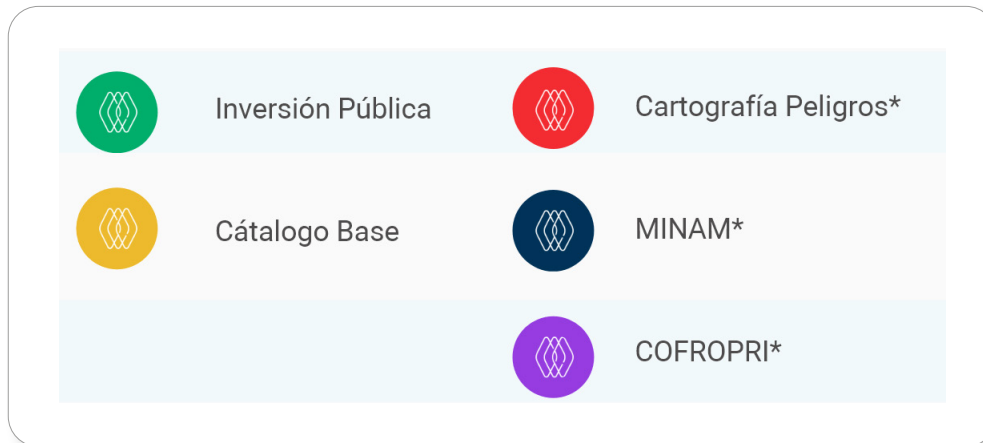 Inversión Pública
Cartografía Peligros*
Cátalogo Base
MINAM*
COFROPRI*